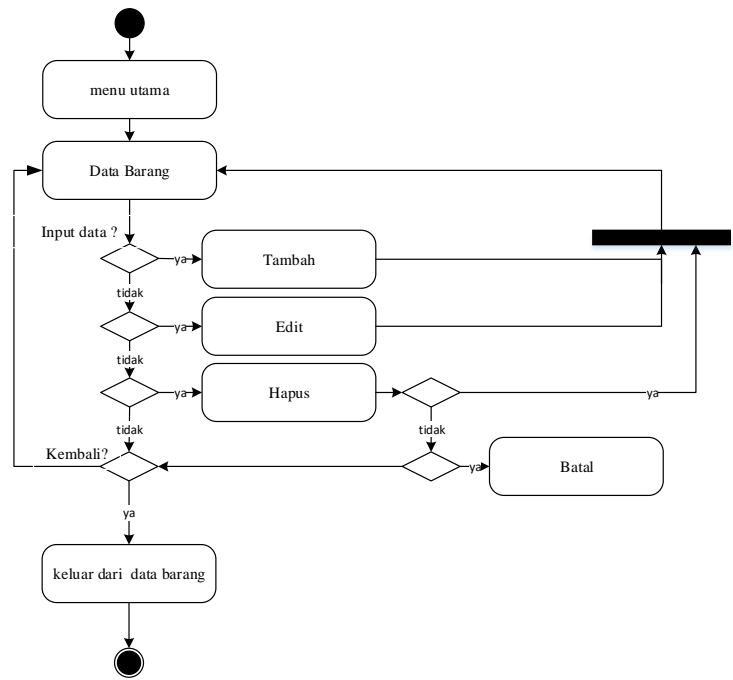 menu utama
Data Barang
Input data ?
ya
Tambah
tidak
ya
Edit
tidak
ya
Hapus
ya
tidak
tidak
Kembali?
ya
Batal
ya
keluar dari data barang